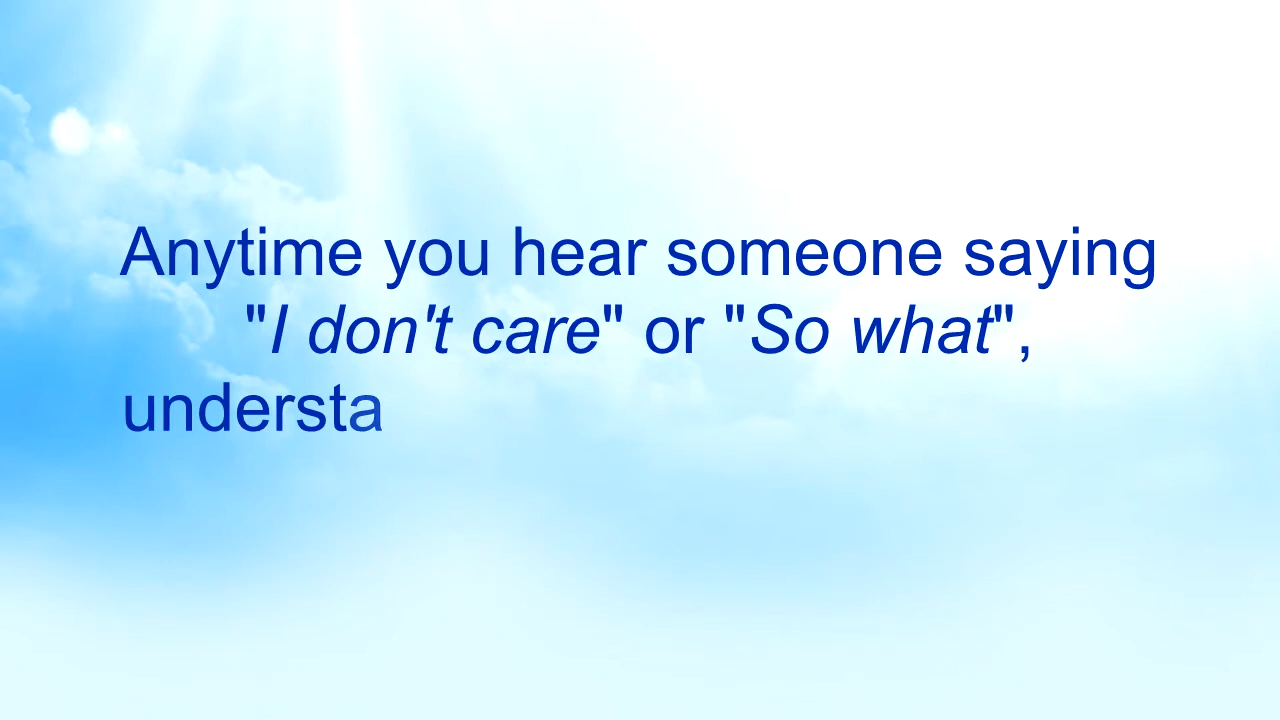 Anytime you hear someone saying
"I don't care" or "So what",
understa